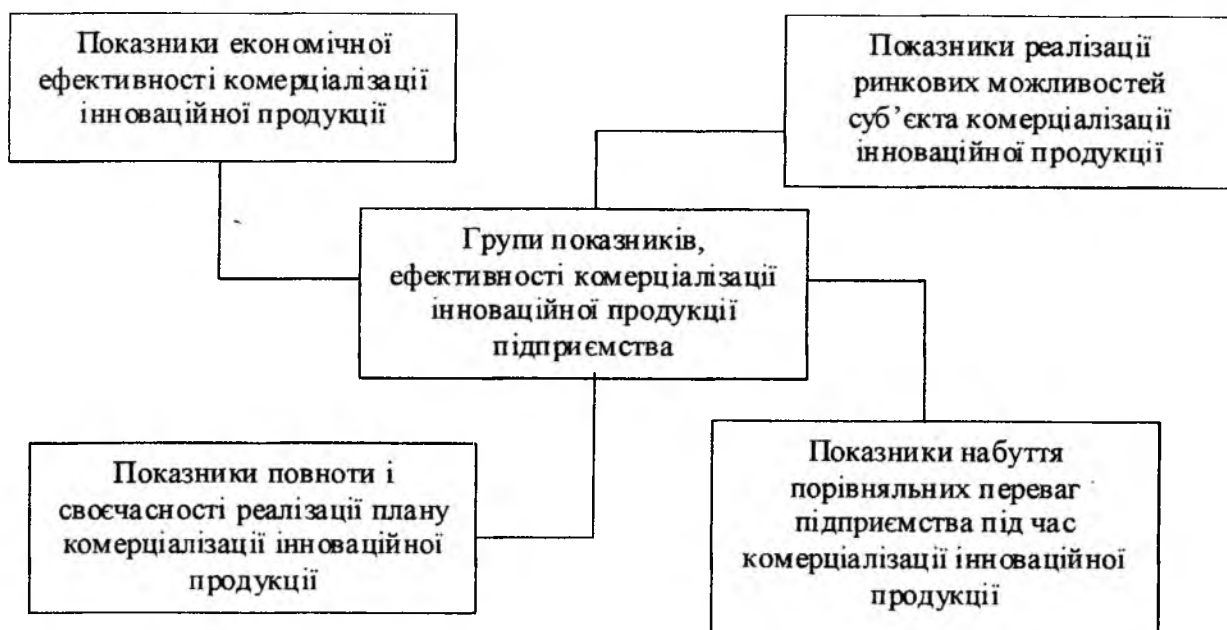 Показники економічної
ефективності комерціалізації
інноваційної продукції
Показники реалізації
ринкових можливостей
суб’єкта комерціалізації
інноваційної продукції
Групи показників,
ефективності комерціалізації
інноваційної продукції
підприємства
Показники повноти і
своєчасності реалізації плану
комерціалізації інноваційної
продукції
Показники набуття
порівняльних переваг
підприємства під час
комерціалізації інноваційної
продукції